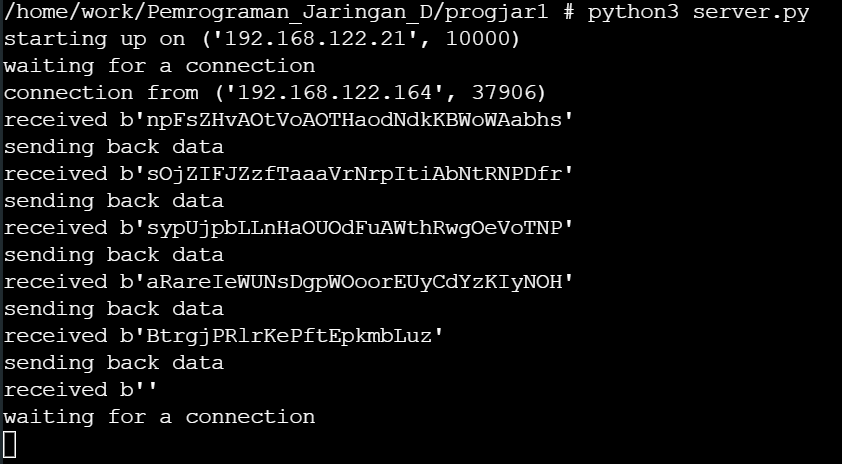 /home/work/Pemrograman_Jaringan_D/progjar1 # python3 server.py
starting up on ('192.168.122.21', 10000)
waiting for a connection
connection from ('192.168.122.164', 37906)
received b'npFsZHvAOtVoAOTHaodNdkKBWoWAabhs'
sending back data
received b'sOjZIFJZzfTaaaVrNrpItiAbNtRNPDfr'
sending back data
received b'sypUjpbLLnHaOUOdFuAWthRwgOeVoTNP'
sending back data
received b'aRareIeWUNsDgpWOoorEUyCdYzKIyNOH'
sending back data
received b'BtrgjPRlrKePftEpkmbLuz'
sending back data
received b''
waiting for a connection